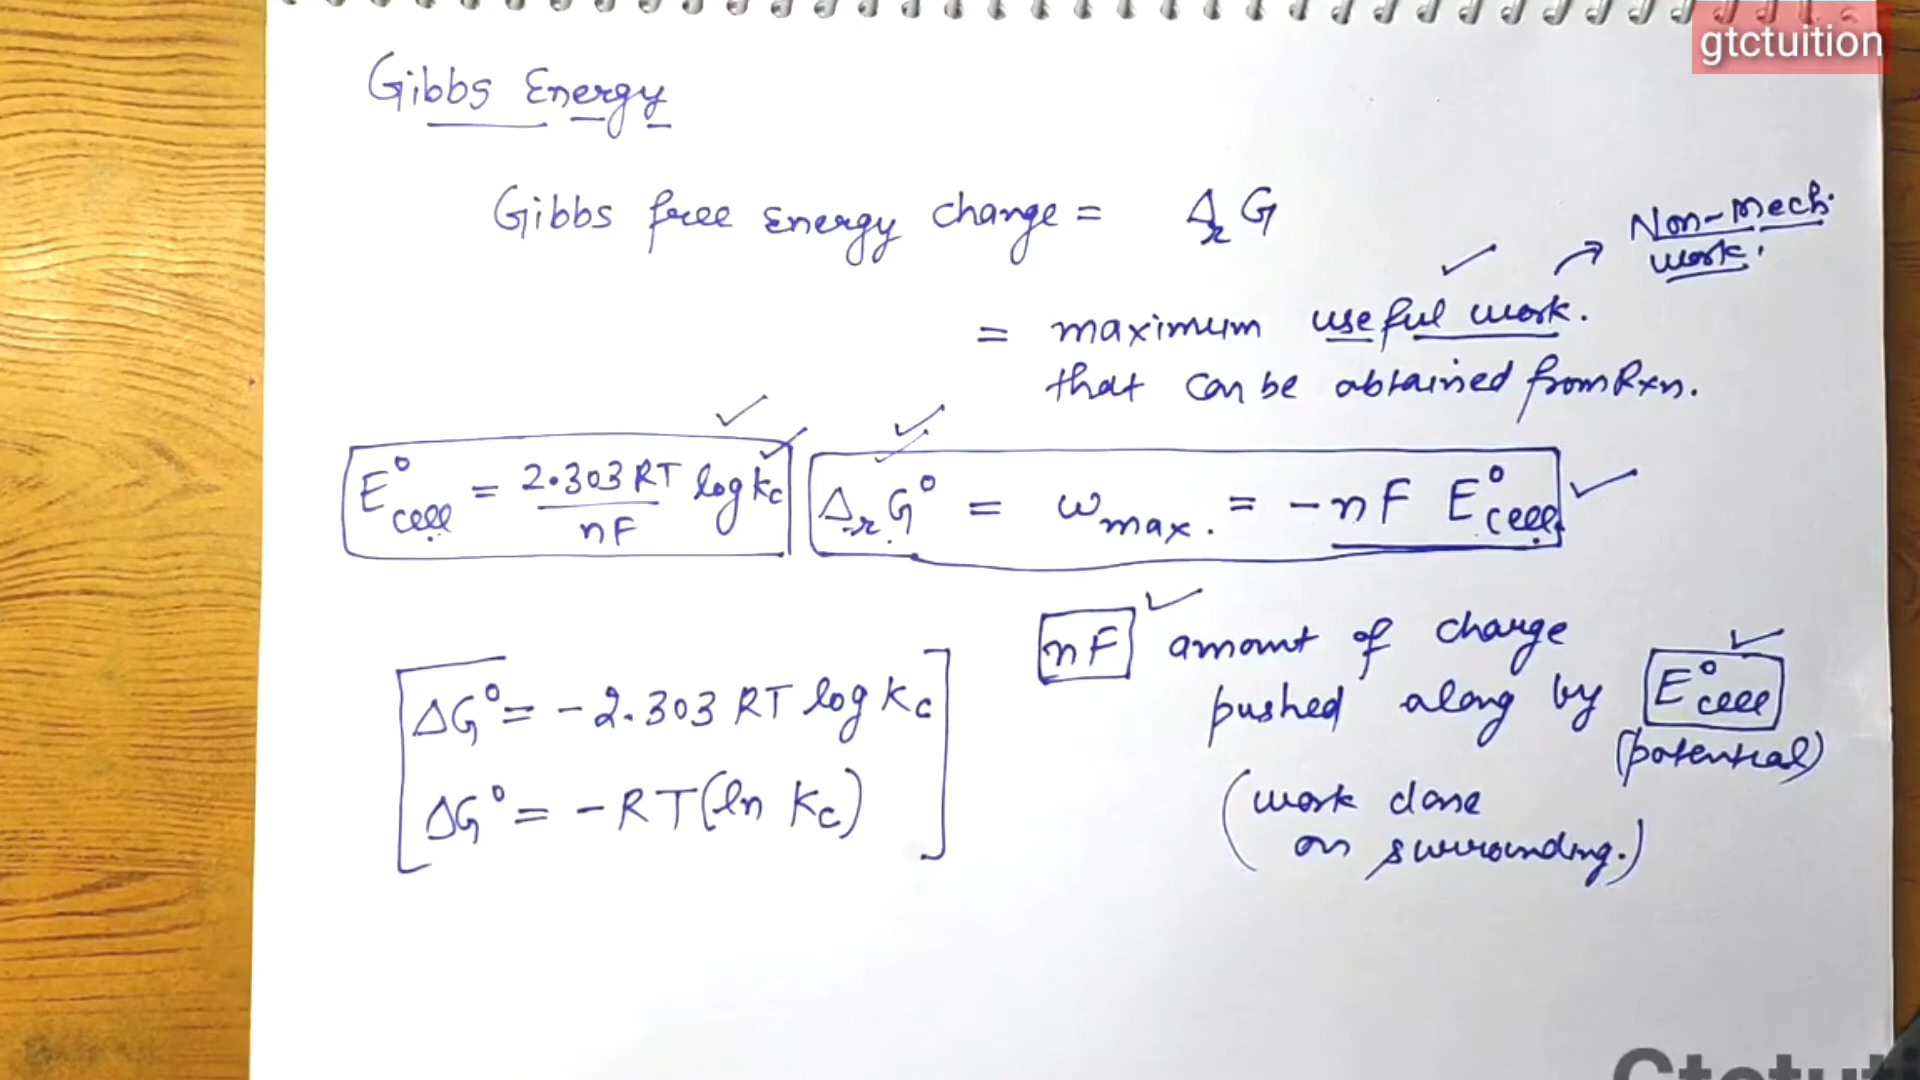 gtctuition
Gibbs Energy
Gibbs free Energy change = ΔrG
Non-Mech.
work.
= maximum useful work.
that can be obtained from Rxn.
E°cell = 2.303 RT/nF log Kc
ΔrG° = wmax. = -nF E°cell
nF amount of charge
pushed along by E°cell
(potential)
(work done
on surrounding.)
ΔG° = -2.303 RT log Kc
ΔG° = -RT(ln Kc)